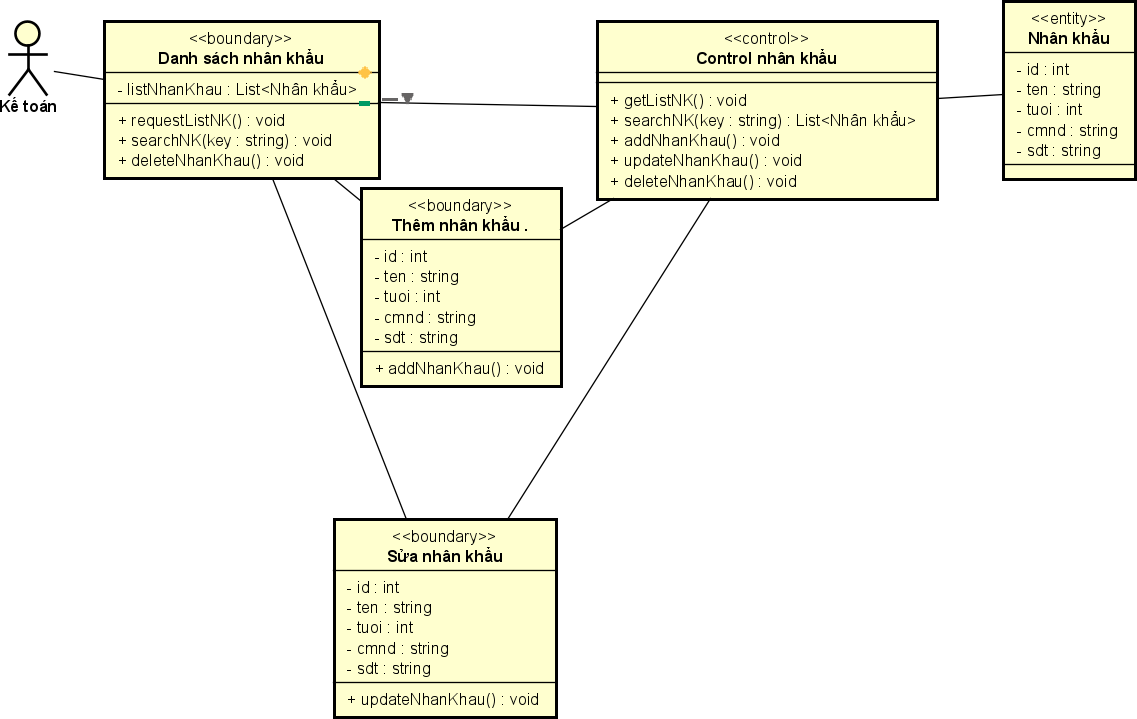 Kế toán
<<boundary>>
Danh sách nhân khẩu
- listNhanKhau : List<Nhân khẩu>
+ requestListNK() : void
+ searchNK(key : string) : void
+ deleteNhanKhau() : void
<<control>>
Control nhân khẩu
+ getListNK() : void
+ searchNK(key : string) : List<Nhân khẩu>
+ addNhanKhau() : void
+ updateNhanKhau() : void
+ deleteNhanKhau() : void
<<entity>>
Nhân khẩu
- id : int
- ten : string
- tuoi : int
- cmnd : string
- sdt : string
<<boundary>>
Thêm nhân khẩu .
- id : int
- ten : string
- tuoi : int
- cmnd : string
- sdt : string
+ addNhanKhau() : void
<<boundary>>
Sửa nhân khẩu
- id : int
- ten : string
- tuoi : int
- cmnd : string
- sdt : string
+ updateNhanKhau() : void